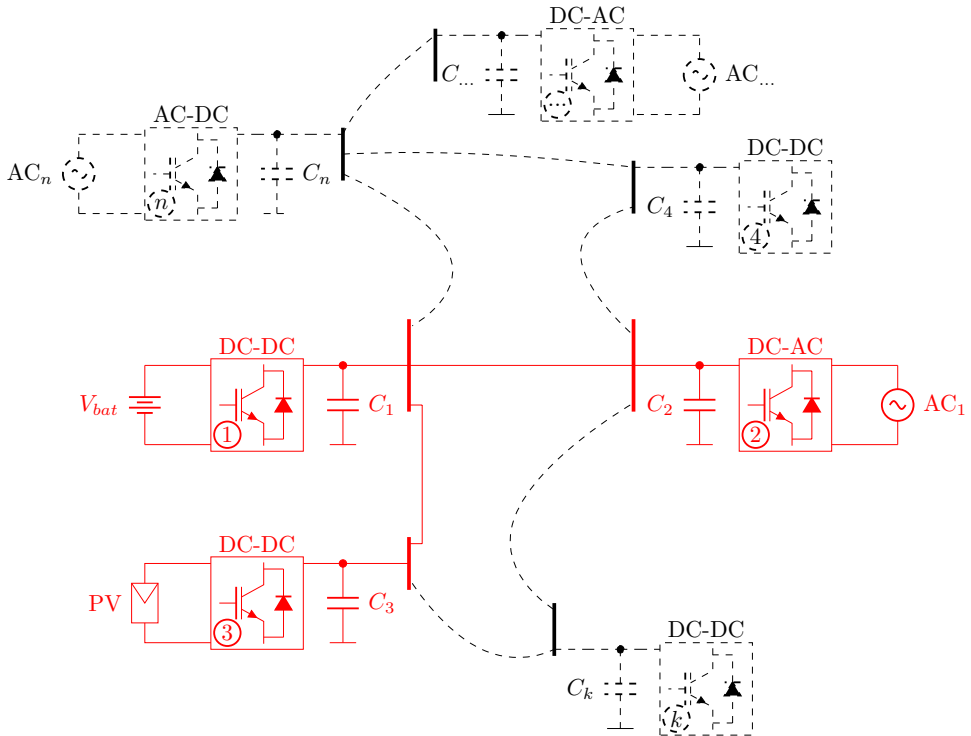 DC-AC
C...
...
AC...
AC-DC
ACn
n
Cn
DC-DC
C4
4
DC-DC
Vbat
1
C1
DC-AC
C2
2
AC1
DC-DC
PV
3
C3
DC-DC
Ck
k